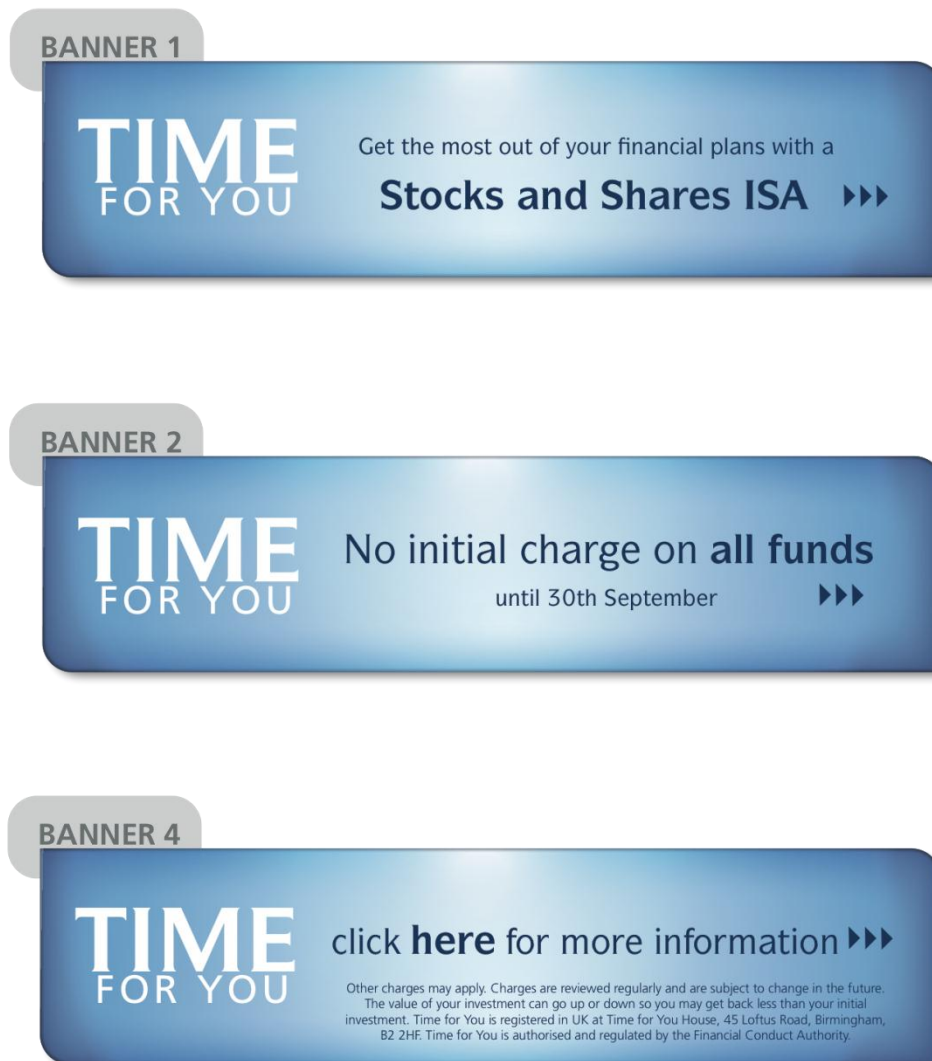 BANNER 1
TIME
FOR YOU
Get the most out of your financial plans with a
Stocks and Shares ISA
BANNER 2
TIME
FOR YOU
No initial charge on all funds
until 30th September
BANNER 4
TIME
FOR YOU
click here for more information
Other charges may apply. Charges are reviewed regularly and are subject to change in the future.
The value of your investment can go up or down so you may get back less than your initial
investment. Time for You is registered in UK at Time for You House, 45 Loftus Road, Birmingham,
B2 2HF. Time for You is authorised and regulated by the Financial Conduct Authority.